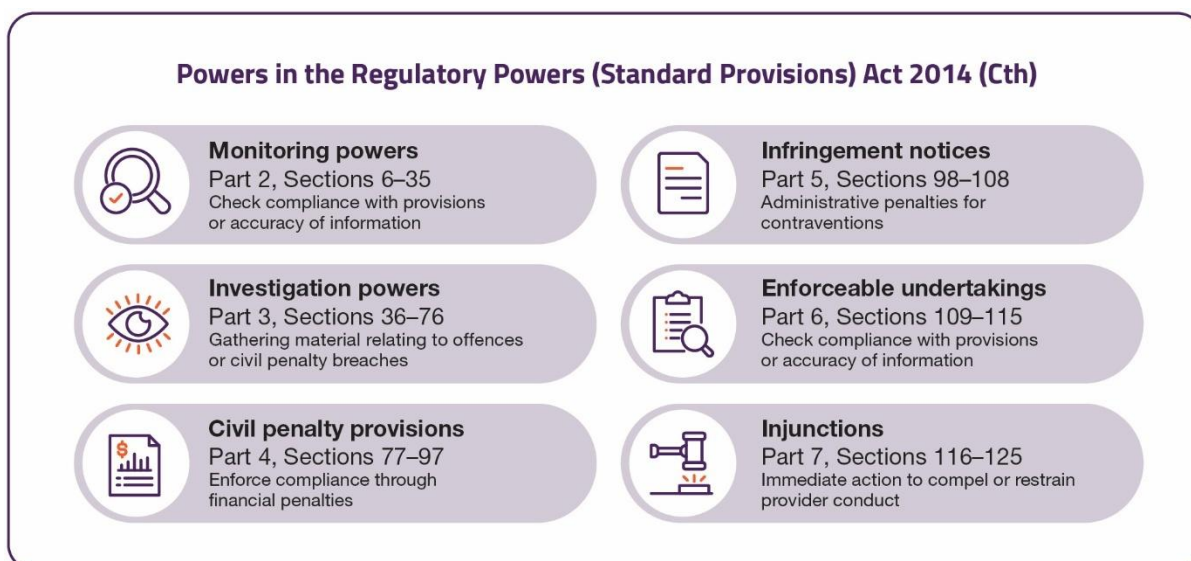 Powers in the Regulatory Powers (Standard Provisions) Act 2014 (Cth)
Monitoring powers
Part 2, Sections 6–35
Check compliance with provisions
or accuracy of information
Infringement notices
Part 5, Sections 98–108
Administrative penalties for
contraventions
Investigation powers
Part 3, Sections 36–76
Gathering material relating to offences
or civil penalty breaches
Enforceable undertakings
Part 6, Sections 109–115
Check compliance with provisions
or accuracy of information
$
Civil penalty provisions
Part 4, Sections 77–97
Enforce compliance through
financial penalties
Injunctions
Part 7, Sections 116–125
Immediate action to compel or restrain
provider conduct